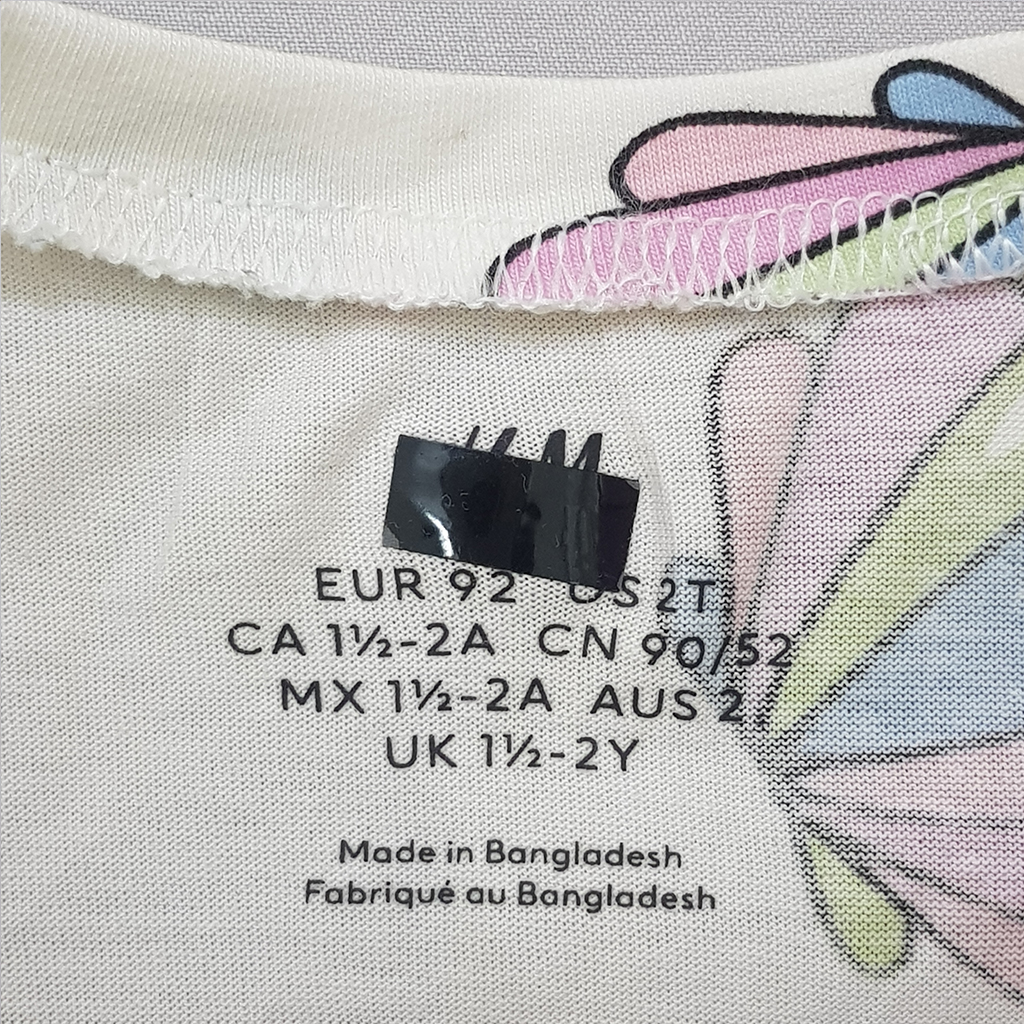 EUR 92 US 2T
CA 1½-2A CN 90/52
MX 1½-2A AUS 2
UK 1½-2Y
Made in Bangladesh
Fabriqué au Bangladesh